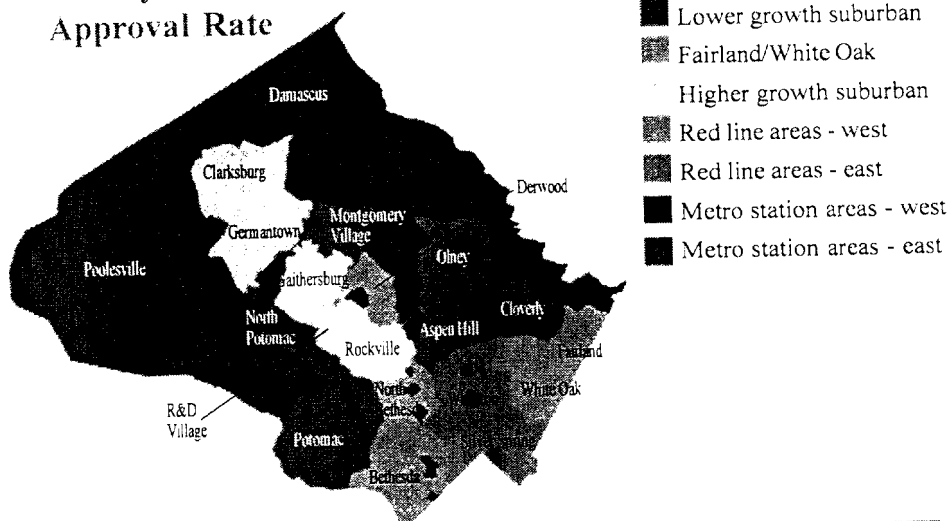 Approval Rate
Lower growth suburban
Fairland/White Oak
Higher growth suburban
Red line areas - west
Red line areas - east
Metro station areas - west
Metro station areas - east
Damascus
Clarksburg
Derwood
Montgomery
Village
Germantown
Olney
Poolesville
Gaithersburg
North
Potomac
Cloverly
Aspen Hill
Rockville
Fairland
North
Bethesda
White Oak
R&D
Village
Potomac
Bethesda